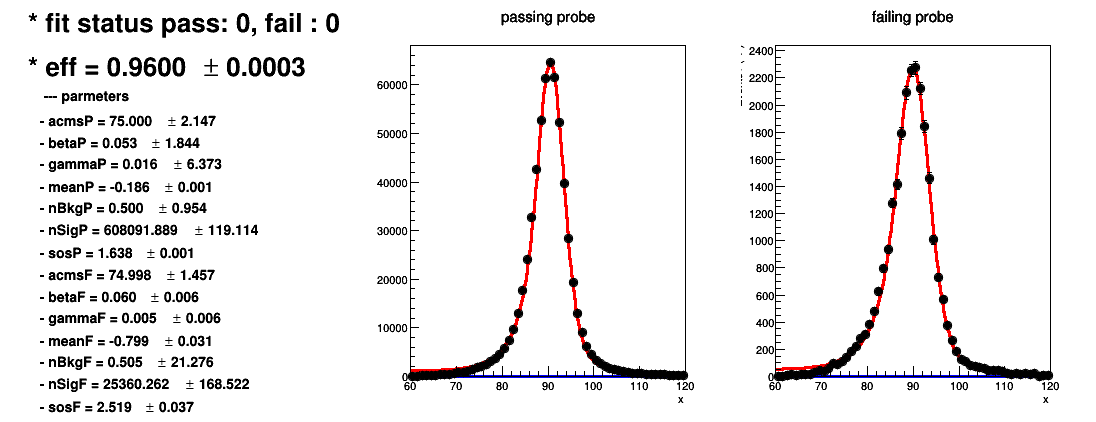 * fit status pass: 0, fail : 0
* eff = 0.9600 ± 0.0003
--- parmeters
- acmsP = 75.000 ± 2.147
- betaP = 0.053 ± 1.844
- gammaP = 0.016 ± 6.373
- meanP = -0.186 ± 0.001
- nBkgP = 0.500 ± 0.954
- nSigP = 608091.889 ± 119.114
- sosP = 1.638 ± 0.001
- acmsF = 74.998 ± 1.457
- betaF = 0.060 ± 0.006
- gammaF = 0.005 ± 0.006
- meanF = -0.799 ± 0.031
- nBkgF = 0.505 ± 21.276
- nSigF = 25360.262 ± 168.522
- sosF = 2.519 ± 0.037
passing probe
60000
50000
40000
30000
20000
10000
0
60 70 80 90 100 110 120
x
failing probe
2400
2200
2000
1800
1600
1400
1200
1000
800
600
400
200
0
60 70 80 90 100 110 120
x